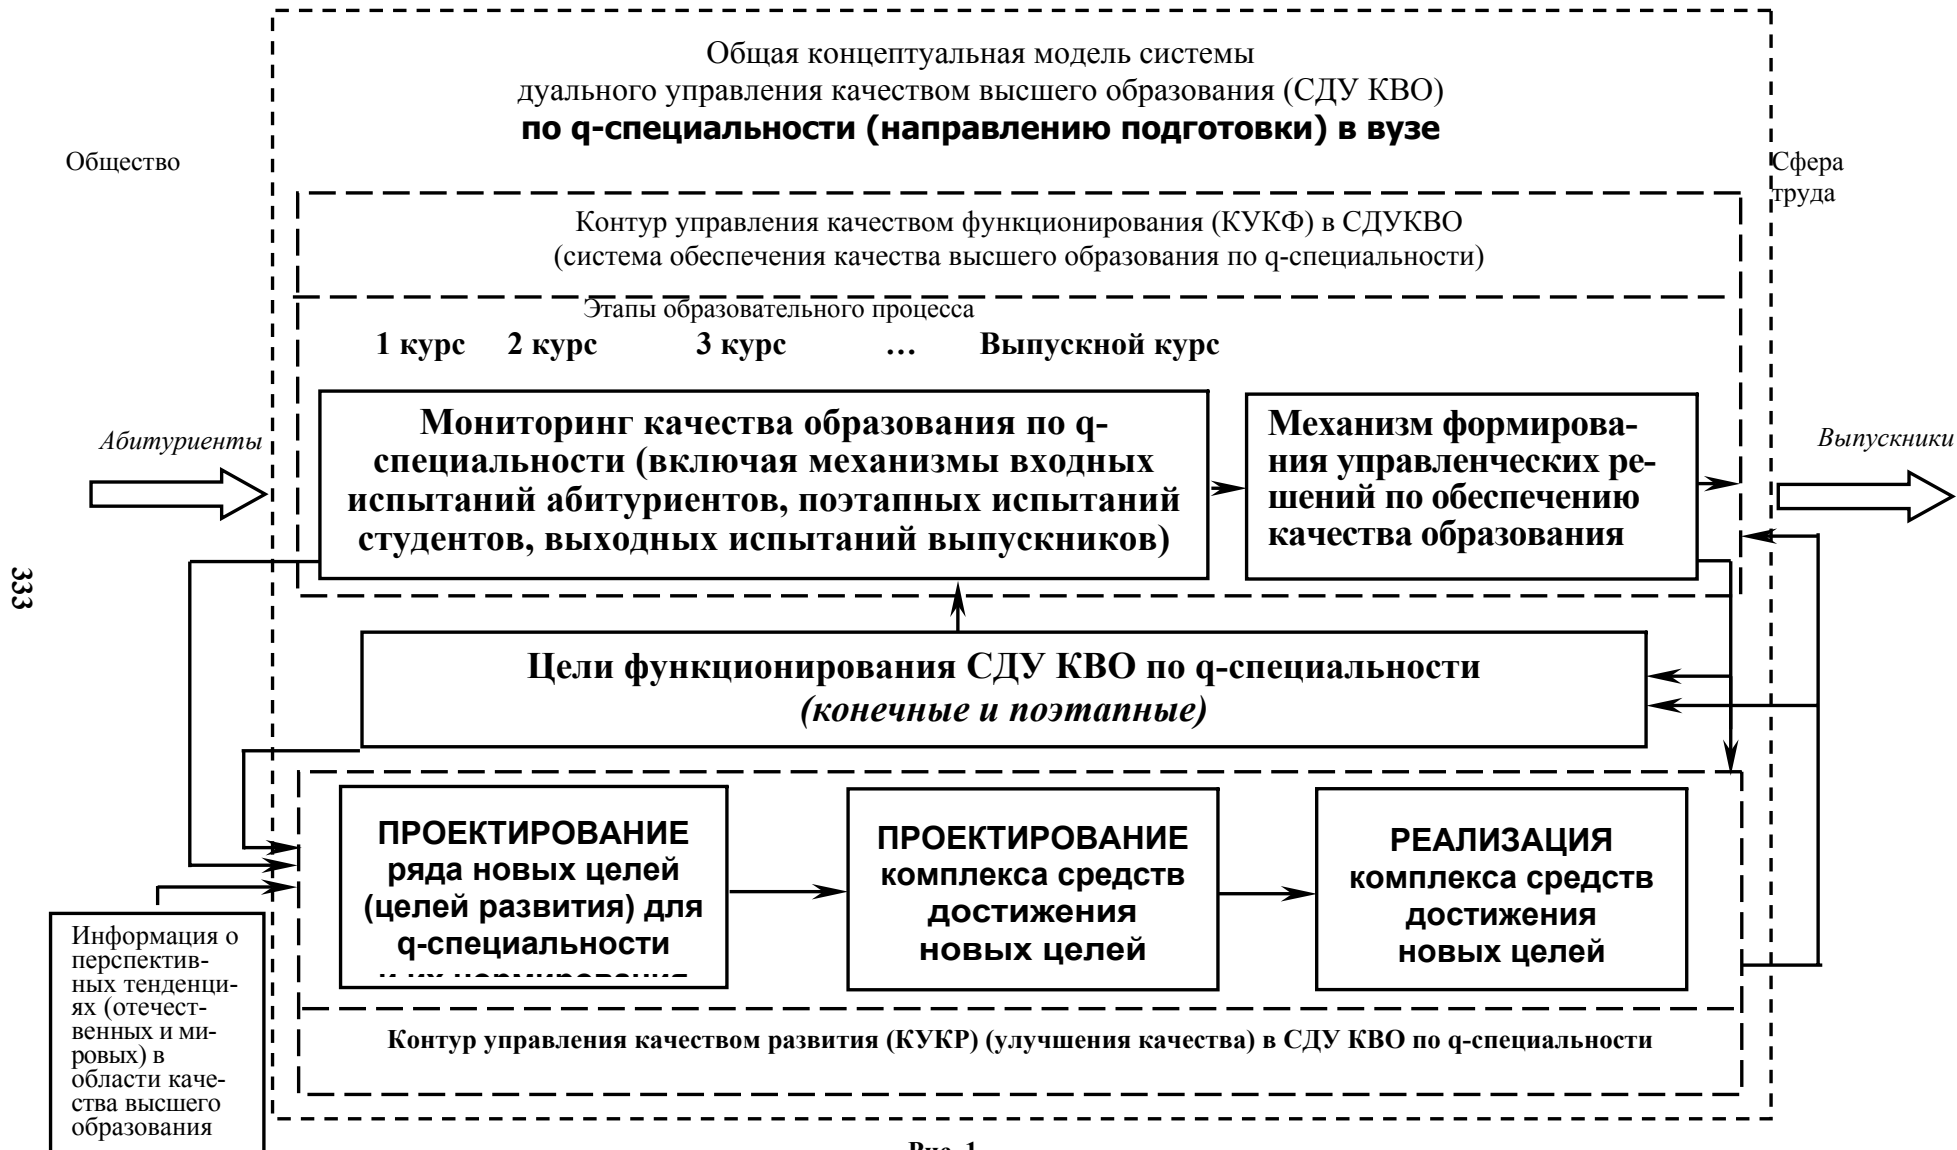 Общая концептуальная модель системы
дуального управления качеством высшего образования (СДУ КВО)
по q-специальности (направлению подготовки) в вузе
Общество
Сфера
труда
Контур управления качеством функционирования (КУКФ) в СДУКВО
(система обеспечения качества высшего образования по q-специальности)
Этапы образовательного процесса
1 курс 2 курс 3 курс … Выпускной курс
Абитуриенты
Мониторинг качества образования по q-
специальности (включая механизмы входных
испытаний абитуриентов, поэтапных испытаний
студентов, выходных испытаний выпускников)
Механизм формирова-
ния управленческих ре-
шений по обеспечению
качества образования
Выпускники
333
Цели функционирования СДУ КВО по q-специальности
(конечные и поэтапные)
ПРОЕКТИРОВАНИЕ
ряда новых целей
(целей развития) для
q-специальности
и их нормирования
ПРОЕКТИРОВАНИЕ
комплекса средств
достижения
новых целей
РЕАЛИЗАЦИЯ
комплекса средств
достижения
новых целей
Информация о
перспектив-
ных тенденци-
ях (отечест-
венных и ми-
ровых) в
области каче-
ства высшего
образования
Контур управления качеством развития (КУКР) (улучшения качества) в СДУ КВО по q-специальности
Рис. 1